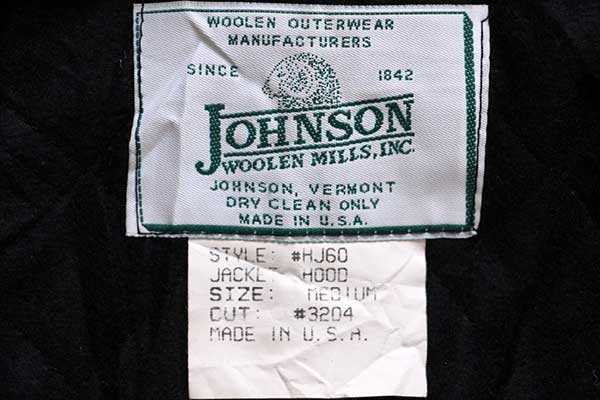 WOOLEN OUTERWEAR
MANUFACTURERS
SINCE 1842
JOHNSON
WOOLEN MILLS, INC.
JOHNSON, VERMONT
DRY CLEAN ONLY
MADE IN U.S.A.
STYLE: #HJ60
JACKET HOOD
SIZE: MEDIUM
CUT: #3204
MADE IN U.S.A.